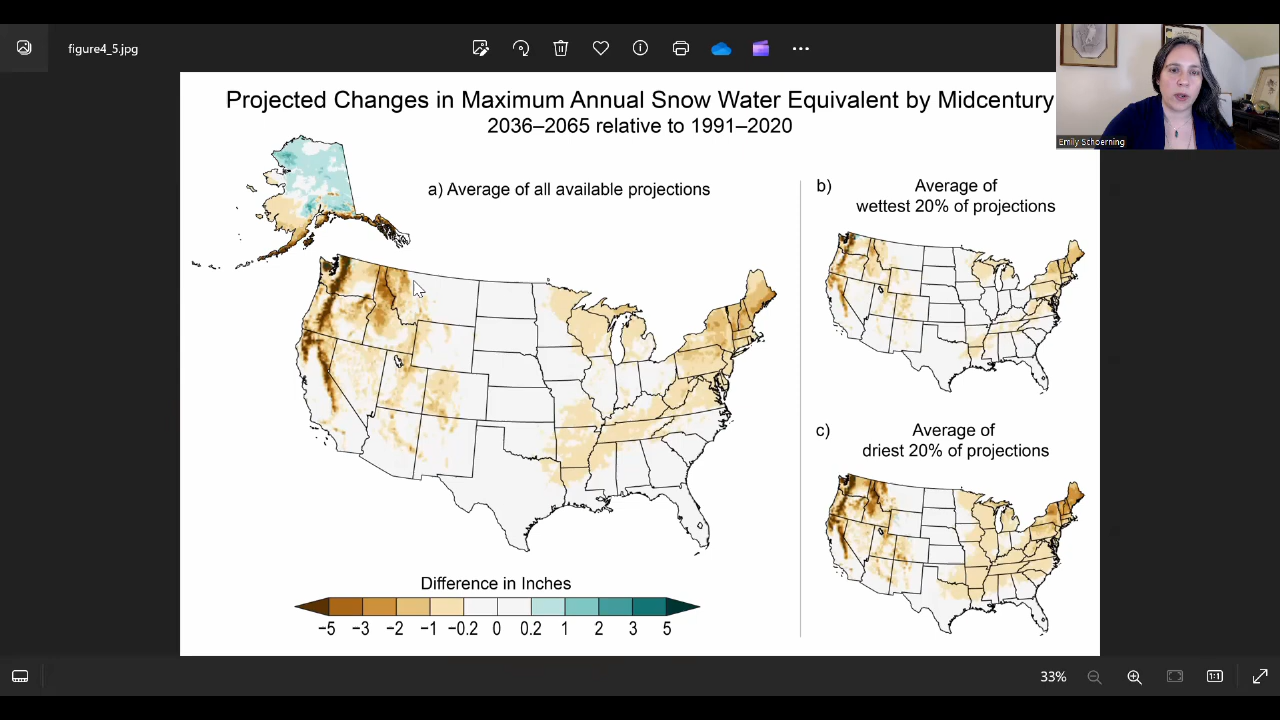 figure4_5.jpg
Emily Schoerning
Projected Changes in Maximum Annual Snow Water Equivalent by Midcentury
2036–2065 relative to 1991–2020
a) Average of all available projections
b) Average of
wettest 20% of projections
c) Average of
driest 20% of projections
Difference in Inches
−5 −3 −2 −1 −0.2 0 0.2 1 2 3 5
33%
1:1